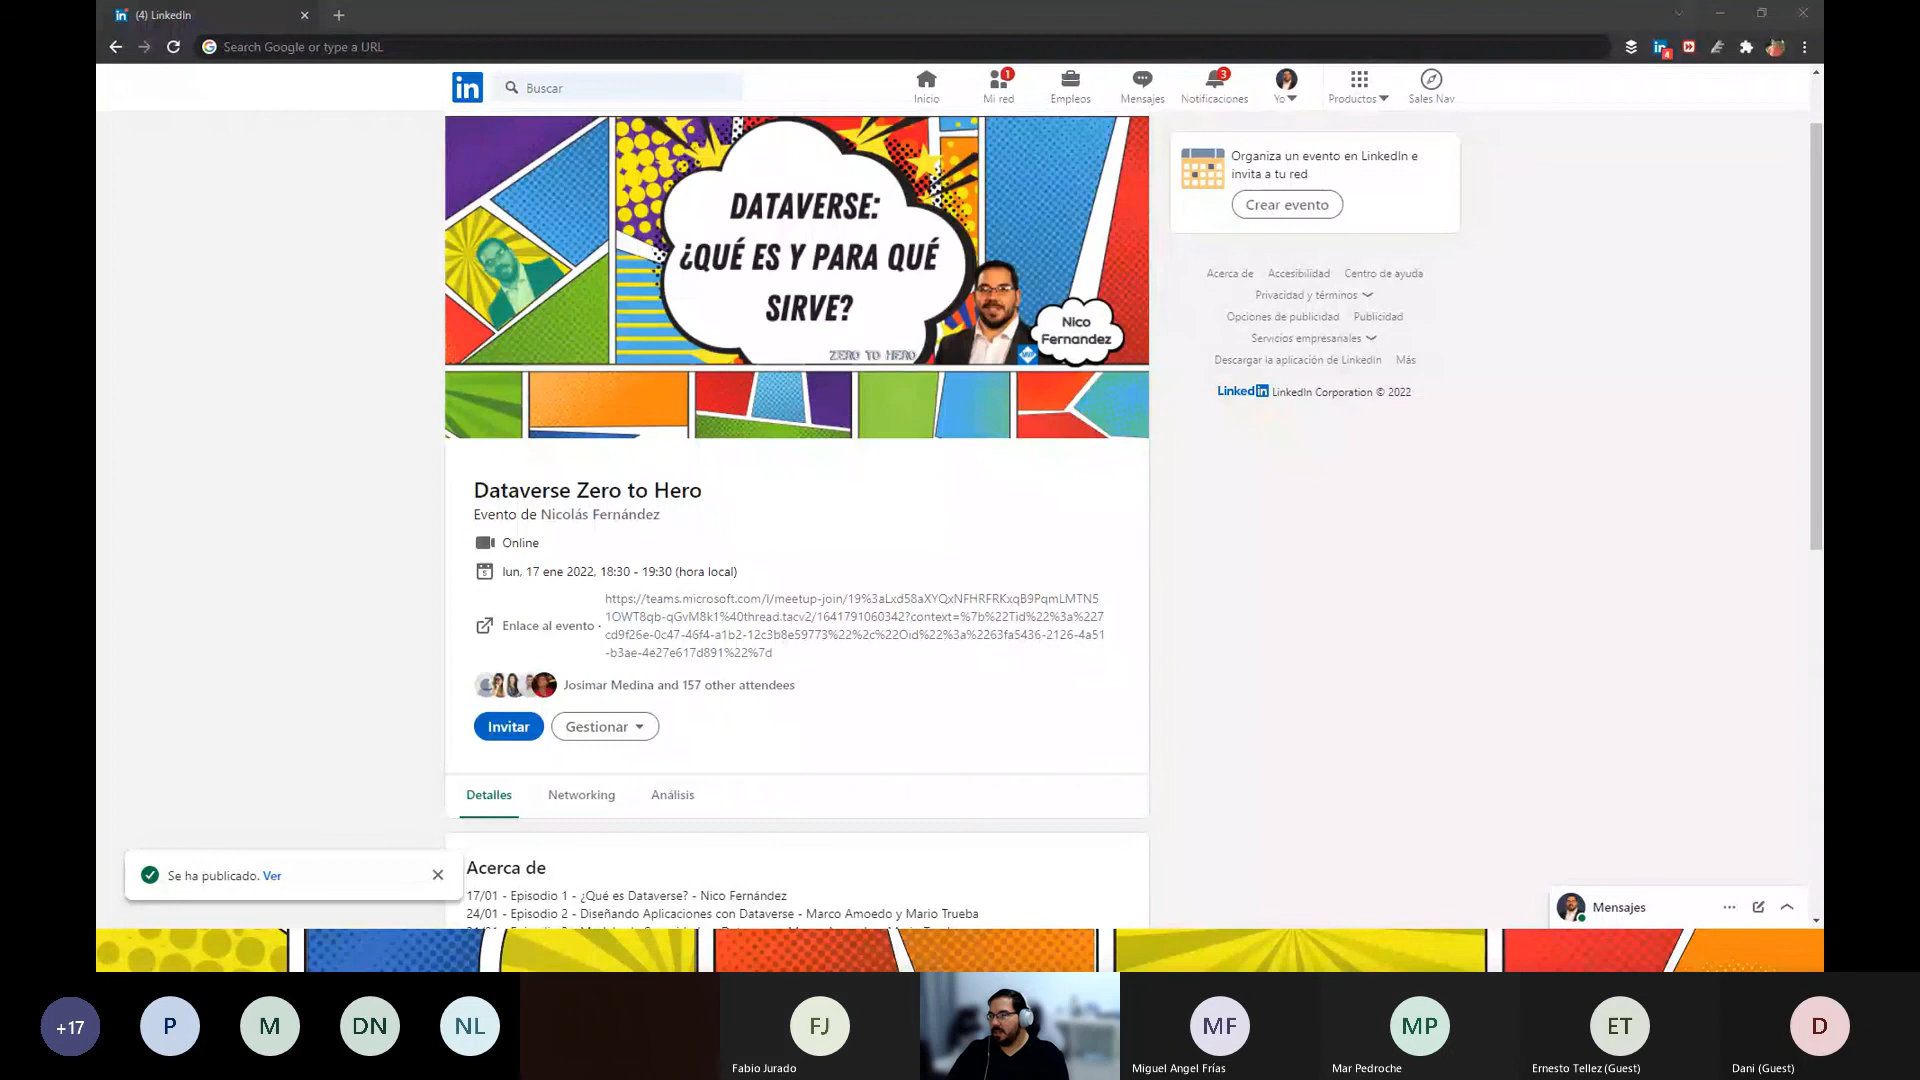 (4) LinkedIn
Search Google or type a URL
4
in
Buscar
Inicio
1
Mi red
Empleos
Mensajes
3
Notificaciones
Yo
Productos
Sales Nav
DATAVERSE:
¿QUÉ ES Y PARA QUÉ
SIRVE?
ZERO TO HERO
MVP
Nico
Fernandez
Organiza un evento en LinkedIn e
invita a tu red
Crear evento
Acerca de Accesibilidad Centro de ayuda
Privacidad y términos
Opciones de publicidad Publicidad
Servicios empresariales
Descargar la aplicación de LinkedIn Más
Linkedin LinkedIn Corporation © 2022
Dataverse Zero to Hero
Evento de Nicolás Fernández
Online
lun, 17 ene 2022, 18:30 - 19:30 (hora local)
Enlace al evento ·
https://teams.microsoft.com/l/meetup-join/19%3aLxd58aXYQxNFHRFRKxqB9PqmLMTN5
1OWT8qb-qGvM8k1%40thread.tacv2/1641791060342?context=%7b%22Tid%22%3a%227
cd9f26e-0c47-46f4-a1b2-12c3b8e59773%22%2c%22Oid%22%3a%2263fa5436-2126-4a51
-b3ae-4e27e617d891%22%7d
Josimar Medina and 157 other attendees
Invitar
Gestionar
Detalles
Networking
Análisis
Acerca de
17/01 - Episodio 1 - ¿Qué es Dataverse? - Nico Fernández
24/01 - Episodio 2 - Diseñando Aplicaciones con Dataverse - Marco Amoedo y Mario Trueba
Se ha publicado. Ver
Mensajes
+17
P
M
DN
NL
FJ
Fabio Jurado
MF
Miguel Angel Frías
MP
Mar Pedroche
ET
Ernesto Tellez (Guest)
D
Dani (Guest)